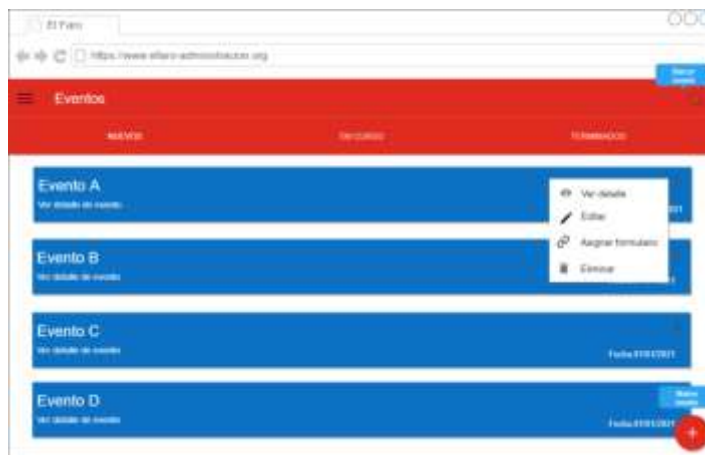 El Faro
https://www.elfaro-administracion.org
Eventos
NUEVOS
EN CURSO
TERMINADOS
Evento A
Ver detalle de evento
2021
Ver detalle
Editar
Asignar formulario
Eliminar
Evento B
Ver detalle de evento
Evento C
Ver detalle de evento
Fecha:01/01/2021
Evento D
Ver detalle de evento
Fecha:01/01/2021
+